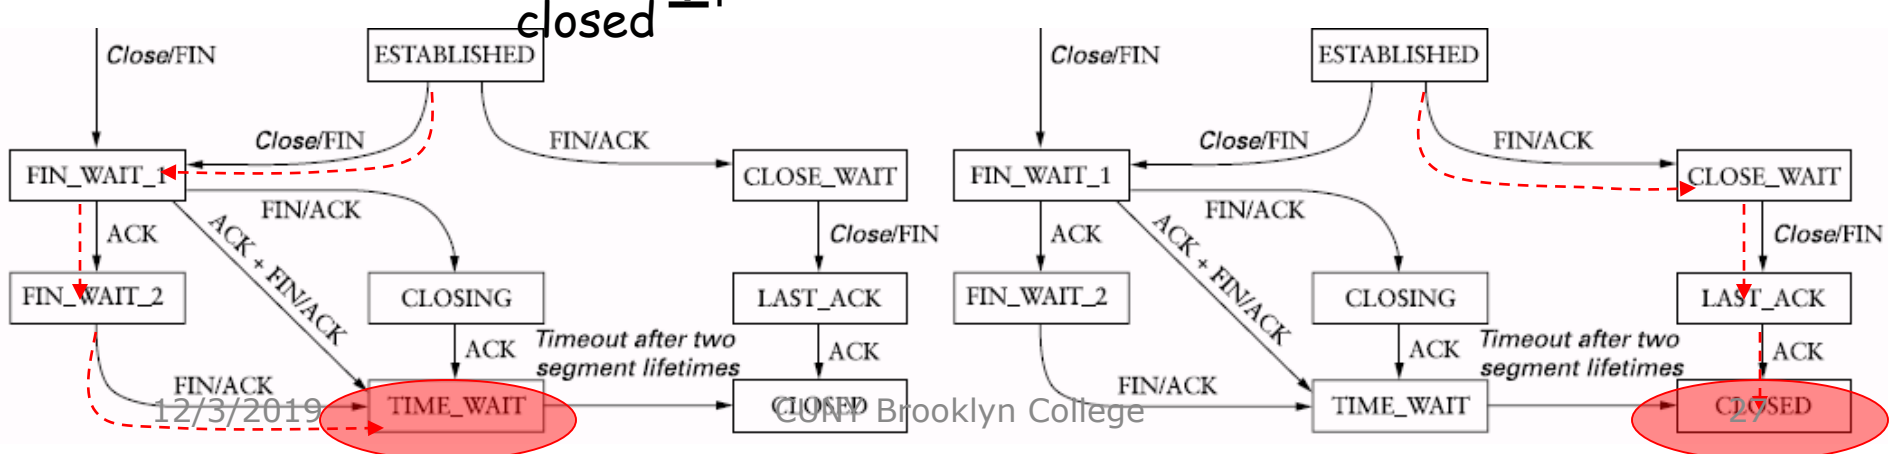 closed
Close/FIN
ESTABLISHED
Close/FIN
FIN/ACK
FIN_WAIT_1
CLOSE_WAIT
FIN/ACK
ACK
ACK + FIN/ACK
Close/FIN
FIN_WAIT_2
CLOSING
LAST_ACK
ACK
Timeout after two
segment lifetimes
ACK
FIN/ACK
TIME_WAIT
CLOSED
Close/FIN
ESTABLISHED
Close/FIN
FIN/ACK
FIN_WAIT_1
CLOSE_WAIT
FIN/ACK
ACK
ACK + FIN/ACK
Close/FIN
FIN_WAIT_2
CLOSING
LAST_ACK
ACK
Timeout after two
segment lifetimes
ACK
FIN/ACK
TIME_WAIT
CLOSED
12/3/2019
CUNY Brooklyn College
27